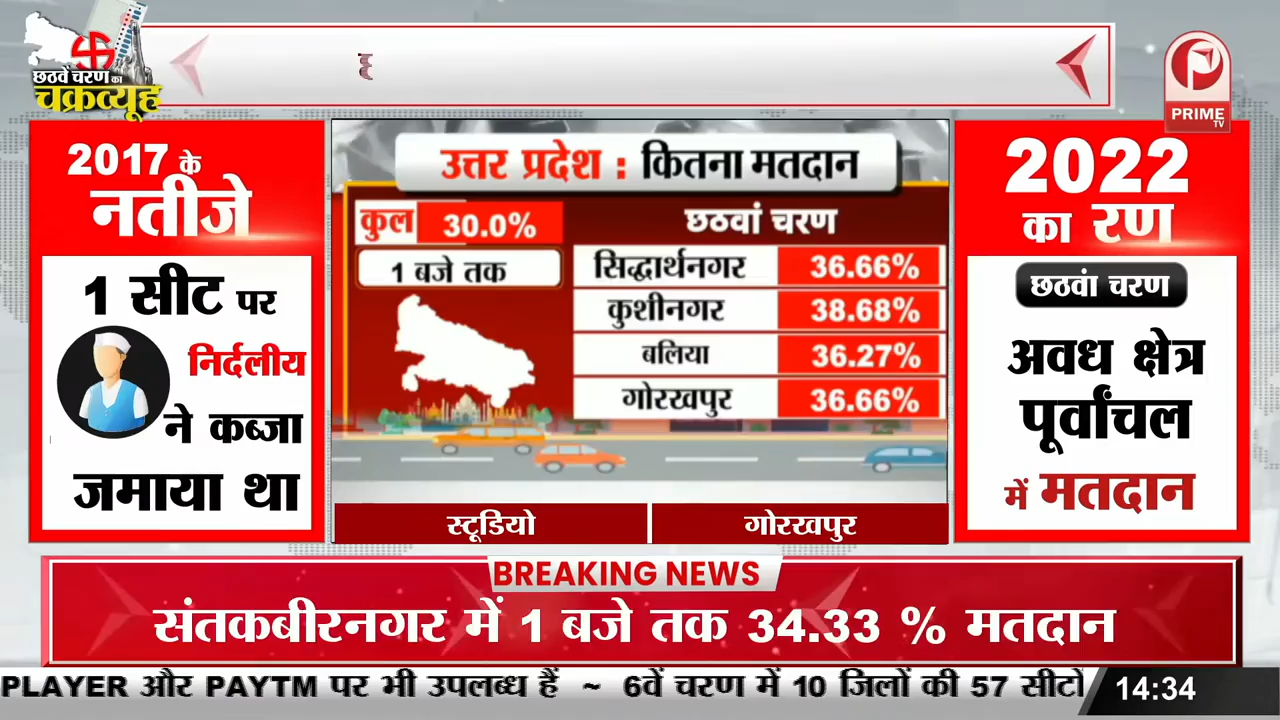 छठवें चरण का
चक्रव्यूह
PRIME
TV
2017 के
नतीजे
1 सीट पर
निर्दलीय
ने कब्जा
जमाया था
उत्तर प्रदेश : कितना मतदान
कुल 30.0%
1 बजे तक
छठवां चरण
सिद्धार्थनगर 36.66%
कुशीनगर 38.68%
बलिया 36.27%
गोरखपुर 36.66%
स्टूडियो
गोरखपुर
2022
का रण
छठवां चरण
अवध क्षेत्र
पूर्वांचल
में मतदान
BREAKING NEWS
संतकबीरनगर में 1 बजे तक 34.33 % मतदान
PLAYER और PAYTM पर भी उपलब्ध हैं ~ 6वें चरण में 10 जिलों की 57 सीटों
14:34